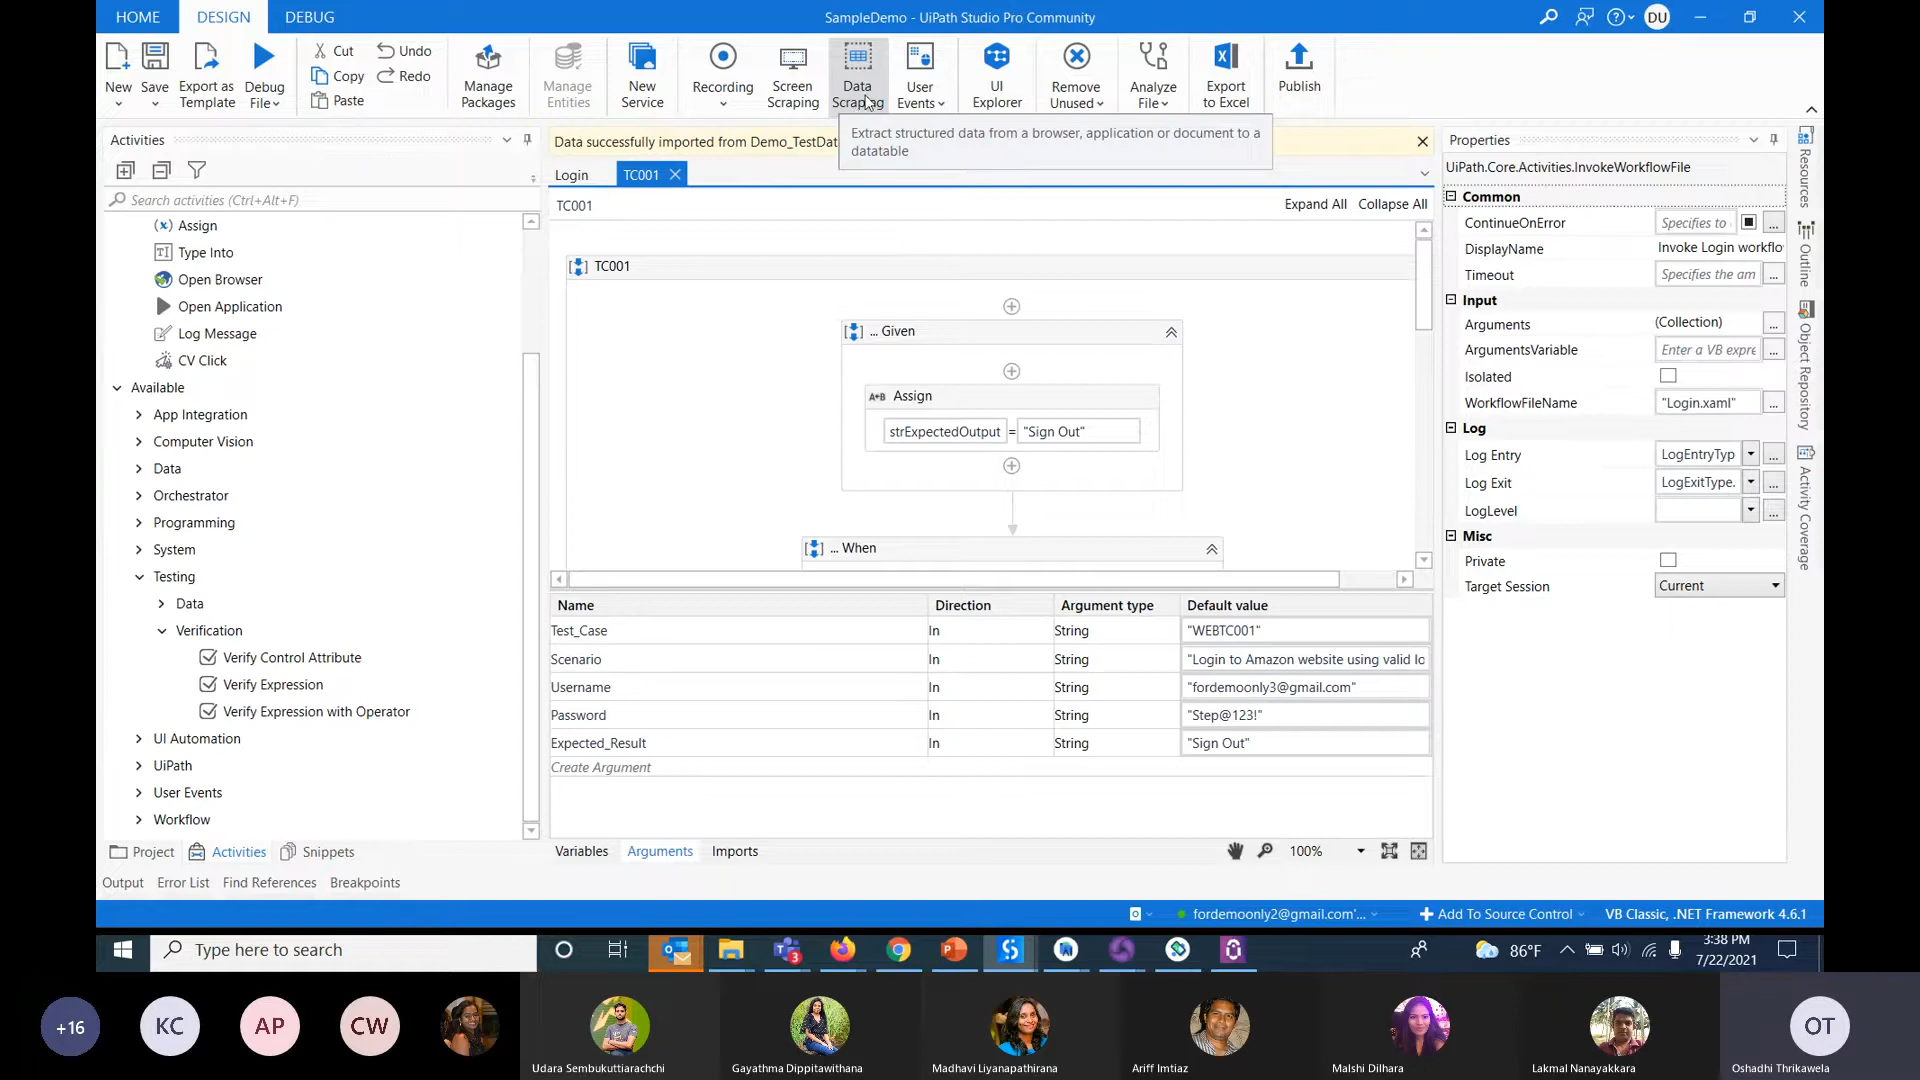 HOME DESIGN DEBUG
SampleDemo - UiPath Studio Pro Community
DU
New
Save
Export as Template
Debug File
Cut
Copy
Paste
Undo
Redo
Manage Packages
Manage Entities
New Service
Recording
Screen Scraping
Data Scraping
User Events
UI Explorer
Remove Unused
Analyze File
Export to Excel
Publish
Extract structured data from a browser, application or document to a
datatable
Activities
Search activities (Ctrl+Alt+F)
Assign
Type Into
Open Browser
Open Application
Log Message
CV Click
Available
App Integration
Computer Vision
Data
Orchestrator
Programming
System
Testing
Data
Verification
Verify Control Attribute
Verify Expression
Verify Expression with Operator
UI Automation
UiPath
User Events
Workflow
Project Activities Snippets
Output Error List Find References Breakpoints
Data successfully imported from Demo_TestDat
Login TC001
TC001 Expand All Collapse All
TC001
... Given
A*B Assign
strExpectedOutput = "Sign Out"
... When
Name Direction Argument type Default value
Test_Case In String "WEBTC001"
Scenario In String "Login to Amazon website using valid lo
Username In String "fordemoonly3@gmail.com"
Password In String "Step@123!"
Expected_Result In String "Sign Out"
Create Argument
Variables Arguments Imports 100%
Properties
UiPath.Core.Activities.InvokeWorkflowFile
Common
ContinueOnError Specifies to
DisplayName Invoke Login workflo
Timeout Specifies the am
Input
Arguments (Collection)
ArgumentsVariable Enter a VB expre
Isolated
WorkflowFileName "Login.xaml"
Log
Log Entry LogEntryTyp
Log Exit LogExitType.
LogLevel
Misc
Private
Target Session Current
Resources
Outline
Object Repository
Activity Coverage
fordemoonly2@gmail.com'... Add To Source Control VB Classic, .NET Framework 4.6.1
Type here to search
3
86°F
3:38 PM
7/22/2021
+16
KC
AP
CW
OT
Udara Sembukuttiarachchi
Gayathma Dippitawithana
Madhavi Liyanapathirana
Ariff Imtiaz
Malshi Dilhara
Lakmal Nanayakkara
Oshadhi Thrikawela